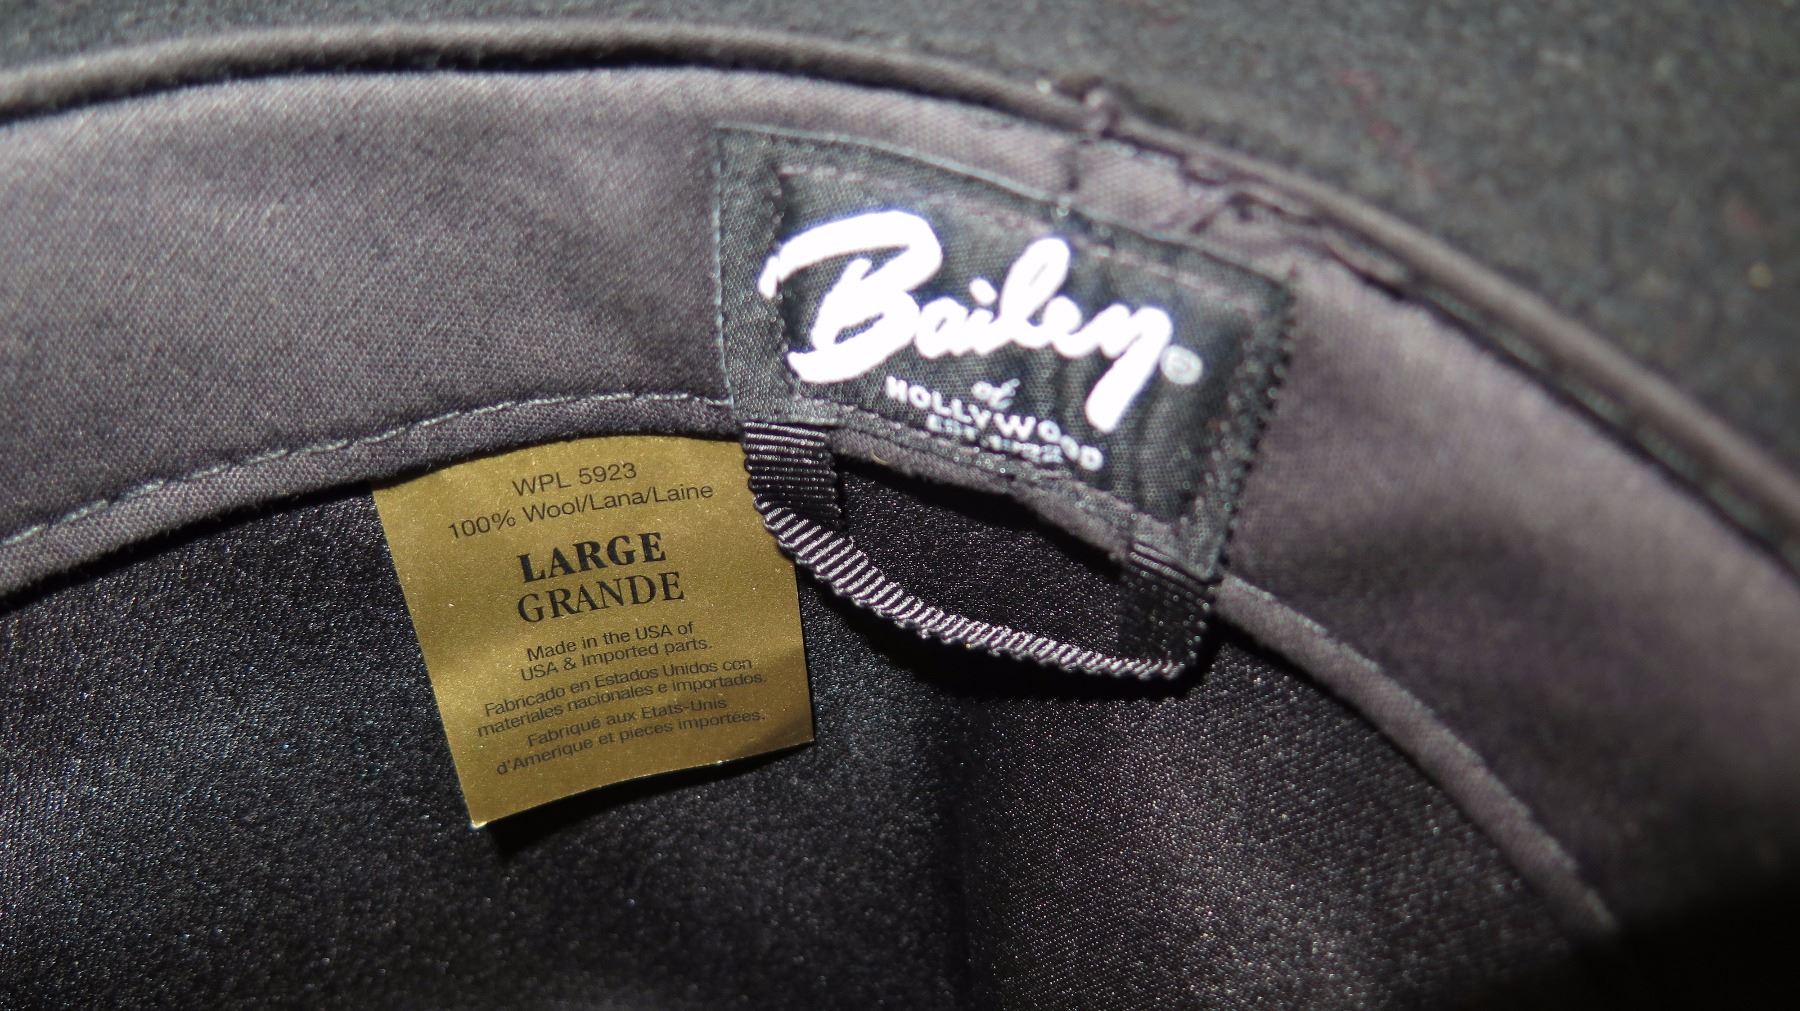 Bailey®
of
HOLLYWOOD
WPL 5923
100% Wool/Lana/Laine
LARGE
GRANDE
Made in the USA of
USA & Imported parts.
Fabricado en Estados Unidos con
materiales nacionales e importados.
Fabriqué aux Etats-Unis
d'Amerique et pieces importées.